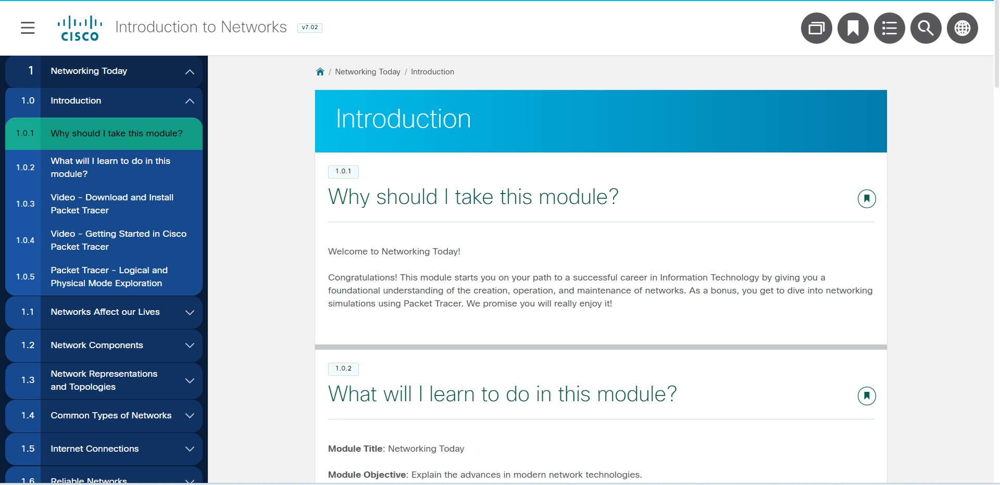 CISCO
Introduction to Networks
v7.02
1 Networking Today
1.0 Introduction
1.0.1 Why should I take this module?
1.0.2 What will I learn to do in this
module?
1.0.3 Video - Download and Install
Packet Tracer
1.0.4 Video - Getting Started in Cisco
Packet Tracer
1.0.5 Packet Tracer - Logical and
Physical Mode Exploration
1.1 Networks Affect our Lives
1.2 Network Components
1.3 Network Representations
and Topologies
1.4 Common Types of Networks
1.5 Internet Connections
1.6 Reliable Networks
/ Networking Today / Introduction
Introduction
1.0.1
Why should I take this module?
Welcome to Networking Today!
Congratulations! This module starts you on your path to a successful career in Information Technology by giving you a
foundational understanding of the creation, operation, and maintenance of networks. As a bonus, you get to dive into networking
simulations using Packet Tracer. We promise you will really enjoy it!
1.0.2
What will I learn to do in this module?
Module Title: Networking Today
Module Objective: Explain the advances in modern network technologies.